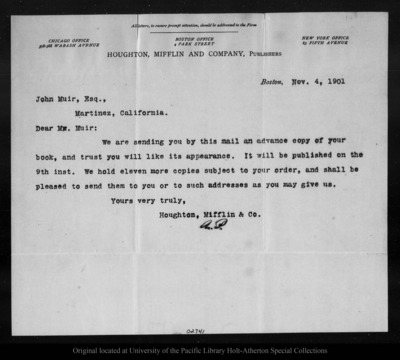 All letters, to ensure prompt attention, should be addressed to the Firm
CHICAGO OFFICE
WABASH AVENUE
BOSTON OFFICE
4 PARK STREET
NEW YORK OFFICE
FIFTH AVENUE
HOUGHTON, MIFFLIN AND COMPANY, PUBLISHERS
Boston, Nov. 4, 1901
John Muir, Esq.,
Martinez, California.
Dear Mr. Muir:
We are sending you by this mail an advance copy of your
book, and trust you will like its appearance. It will be published on the
9th inst. We hold eleven more copies subject to your order, and shall be
pleased to send them to you or to such addresses as you may give us.
Yours very truly,
Houghton, Mifflin & Co.
02741
Original located at University of the Pacific Library Holt-Atherton Special Collections